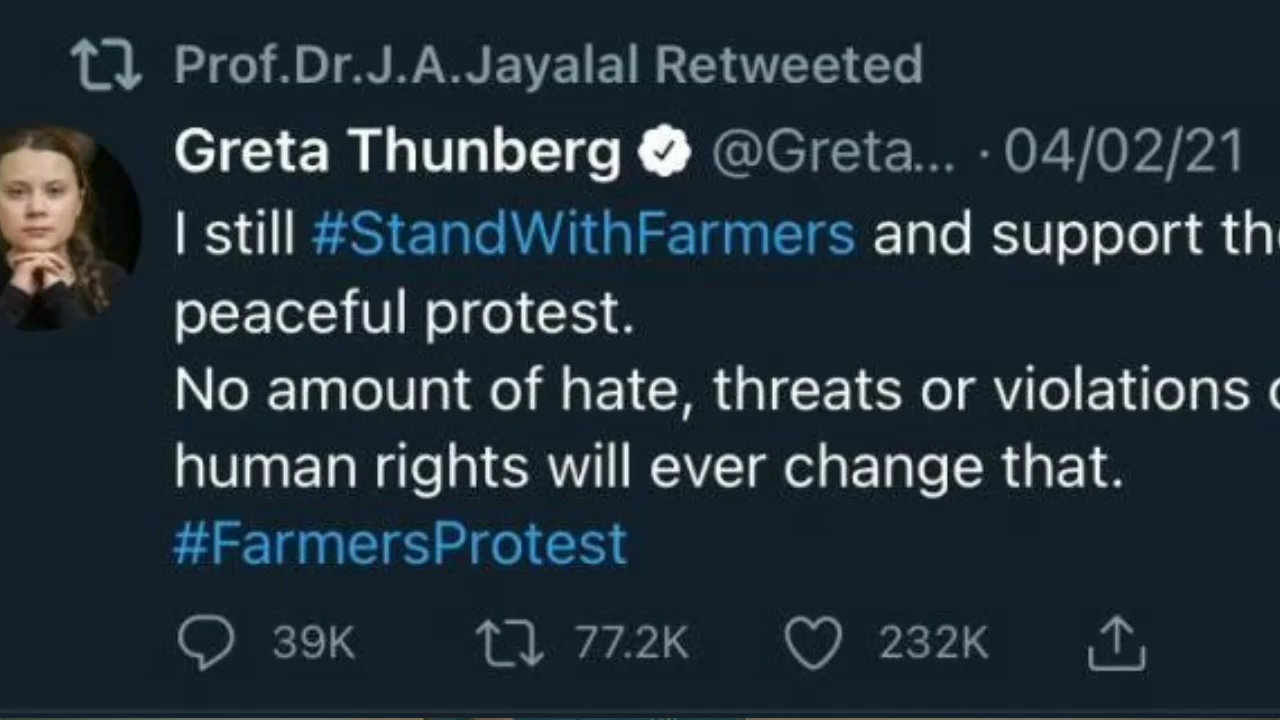 Prof.Dr.J.A.Jayalal Retweeted
Greta Thunberg @Greta... · 04/02/21
I still #StandWithFarmers and support
peaceful protest.
No amount of hate, threats or violations
human rights will ever change that.
#FarmersProtest
39K 77.2K 232K